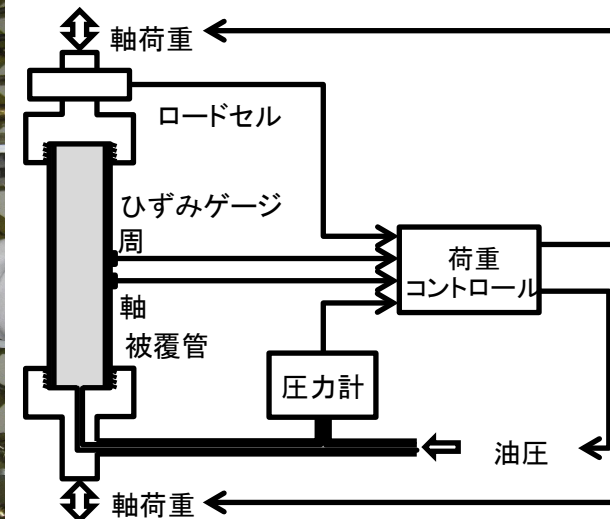 軸荷重
ロードセル
ひずみゲージ
周
軸
被覆管
荷重
コントロール
圧力計
油圧
軸荷重